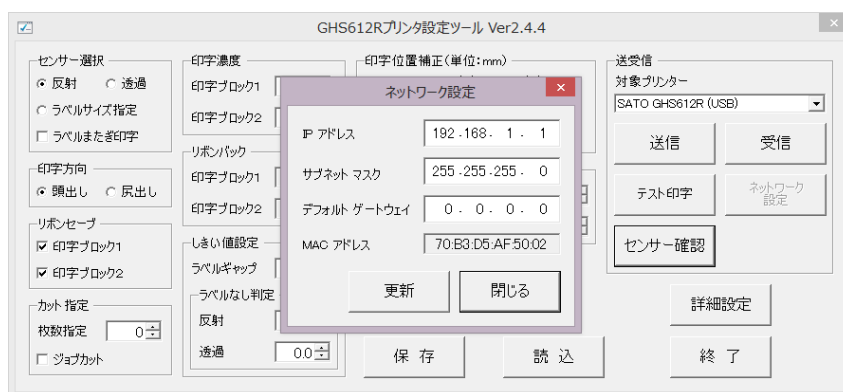 GHS612Rプリンタ設定ツール Ver2.4.4
センサー選択
反射 透過
ラベルサイズ指定
ラベルまたぎ印字
印字方向
頭出し 尻出し
リボンセーブ
印字ブロック1
印字ブロック2
カット指定
枚数指定 0
ジョブカット
印字濃度
印字ブロック1
印字ブロック2
リボンバック
印字ブロック1
印字ブロック2
しきい値設定
ラベルギャップ
ラベルなし判定
反射
透過 0.0
印字位置補正(単位:mm)
ネットワーク設定
IP アドレス 192.168. 1. 1
サブネット マスク 255.255.255. 0
デフォルト ゲートウェイ 0. 0. 0. 0
MAC アドレス 70:B3:D5:AF:50:02
更新 閉じる
保存 読込
送受信
対象プリンター
SATO GHS612R (USB)
送信 受信
テスト印字 ネットワーク
設定
センサー確認
詳細設定
終了